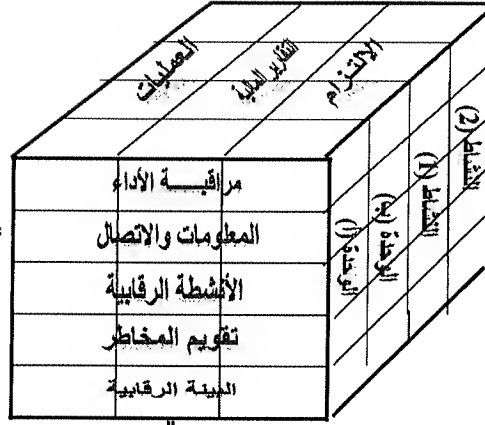 العمليات
التقارير المالية
الالتزام
مراقبة الأداء
المعلومات والاتصال
الأنشطة الرقابية
تقويم المخاطر
البيئة الرقابية
الوحدة (أ)
الوحدة (ب)
النشاط (1)
النشاط (2)